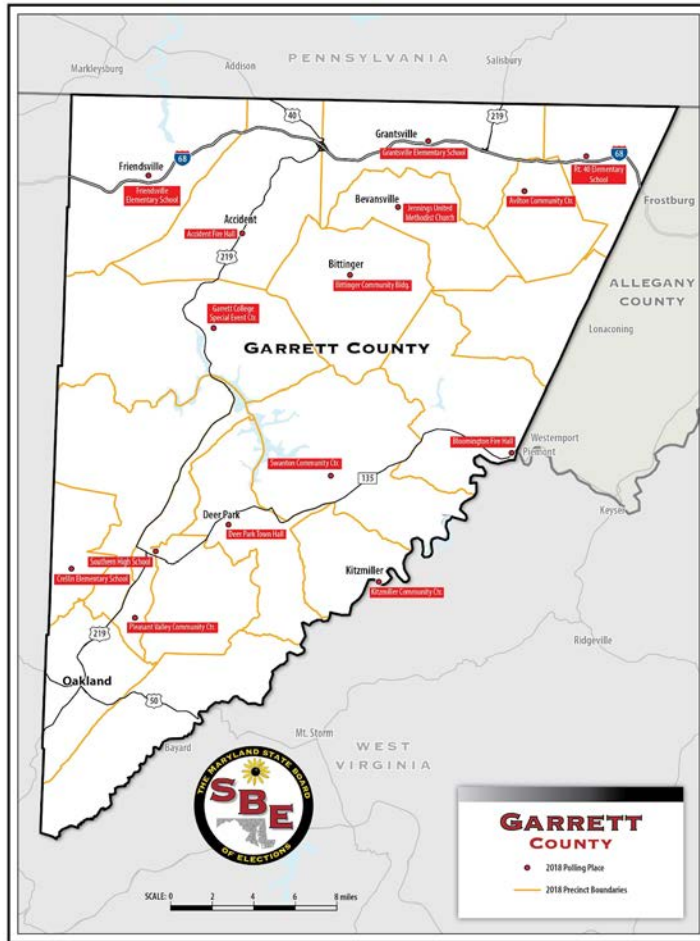 PENNSYLVANIA
Markleysburg
Addison
Salisbury
40
219
Grantsville
Grantsville Elementary School
68
68
Friendsville
Friendsville
Elementary School
Rt. 40 Elementary
School
Avilton Community Ctr.
Frostburg
Bevansville
Jennings United
Methodist Church
Accident
Accident Fire Hall
219
Bittinger
Bittinger Community Bldg.
ALLEGANY
COUNTY
Garrett College
Special Event Ctr.
Lonaconing
GARRETT COUNTY
Bloomington Fire Hall
Westernport
Piemont
Swanton Community Ctr.
135
Keyser
Deer Park
Deer Park Town Hall
Southern High School
Crellin Elementary School
Kitzmiller
Kitzmiller Community Ctr.
Pleasant Valley Community Ctr.
219
Ridgeville
Oakland
50
Bayard
Mt. Storm
WEST
VIRGINIA
THE MARYLAND STATE BOARD
SBE
OF ELECTIONS
GARRETT
COUNTY
2018 Polling Place
2018 Precinct Boundaries
SCALE: 0 2 4 6 8 miles